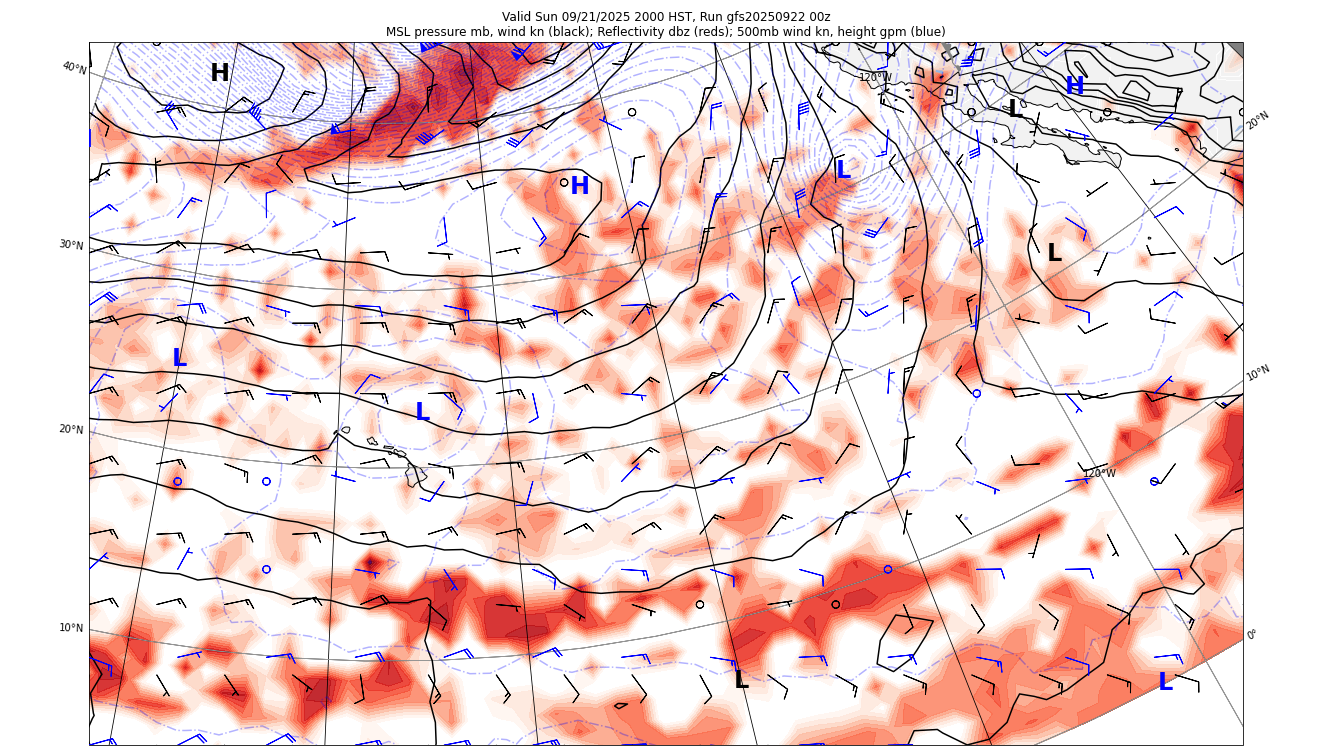 Valid Sun 09/21/2025 2000 HST, Run gfs20250922 00z
MSL pressure mb, wind kn (black); Reflectivity dbz (reds); 500mb wind kn, height gpm (blue)
40°N
H
120°W
H
L
20°N
L
H
30°N
L
L
10°N
L
20°N
120°W
10°N
0°
L
L